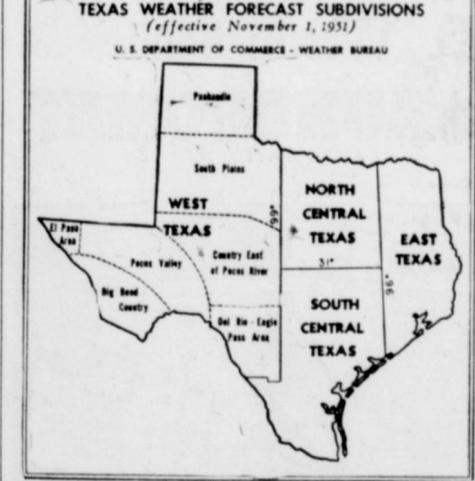 TEXAS WEATHER FORECAST SUBDIVISIONS
(effective November 1, 1951)
U. S. DEPARTMENT OF COMMERCE - WEATHER BUREAU
Panhandle
South Plains
WEST
TEXAS
99°
NORTH
CENTRAL
TEXAS
EAST
TEXAS
El Paso
Area
Pecos Valley
Country East
of Pecos River
31°
96°
Big Bend
Country
Del Rio - Eagle
Pass Area
SOUTH
CENTRAL
TEXAS